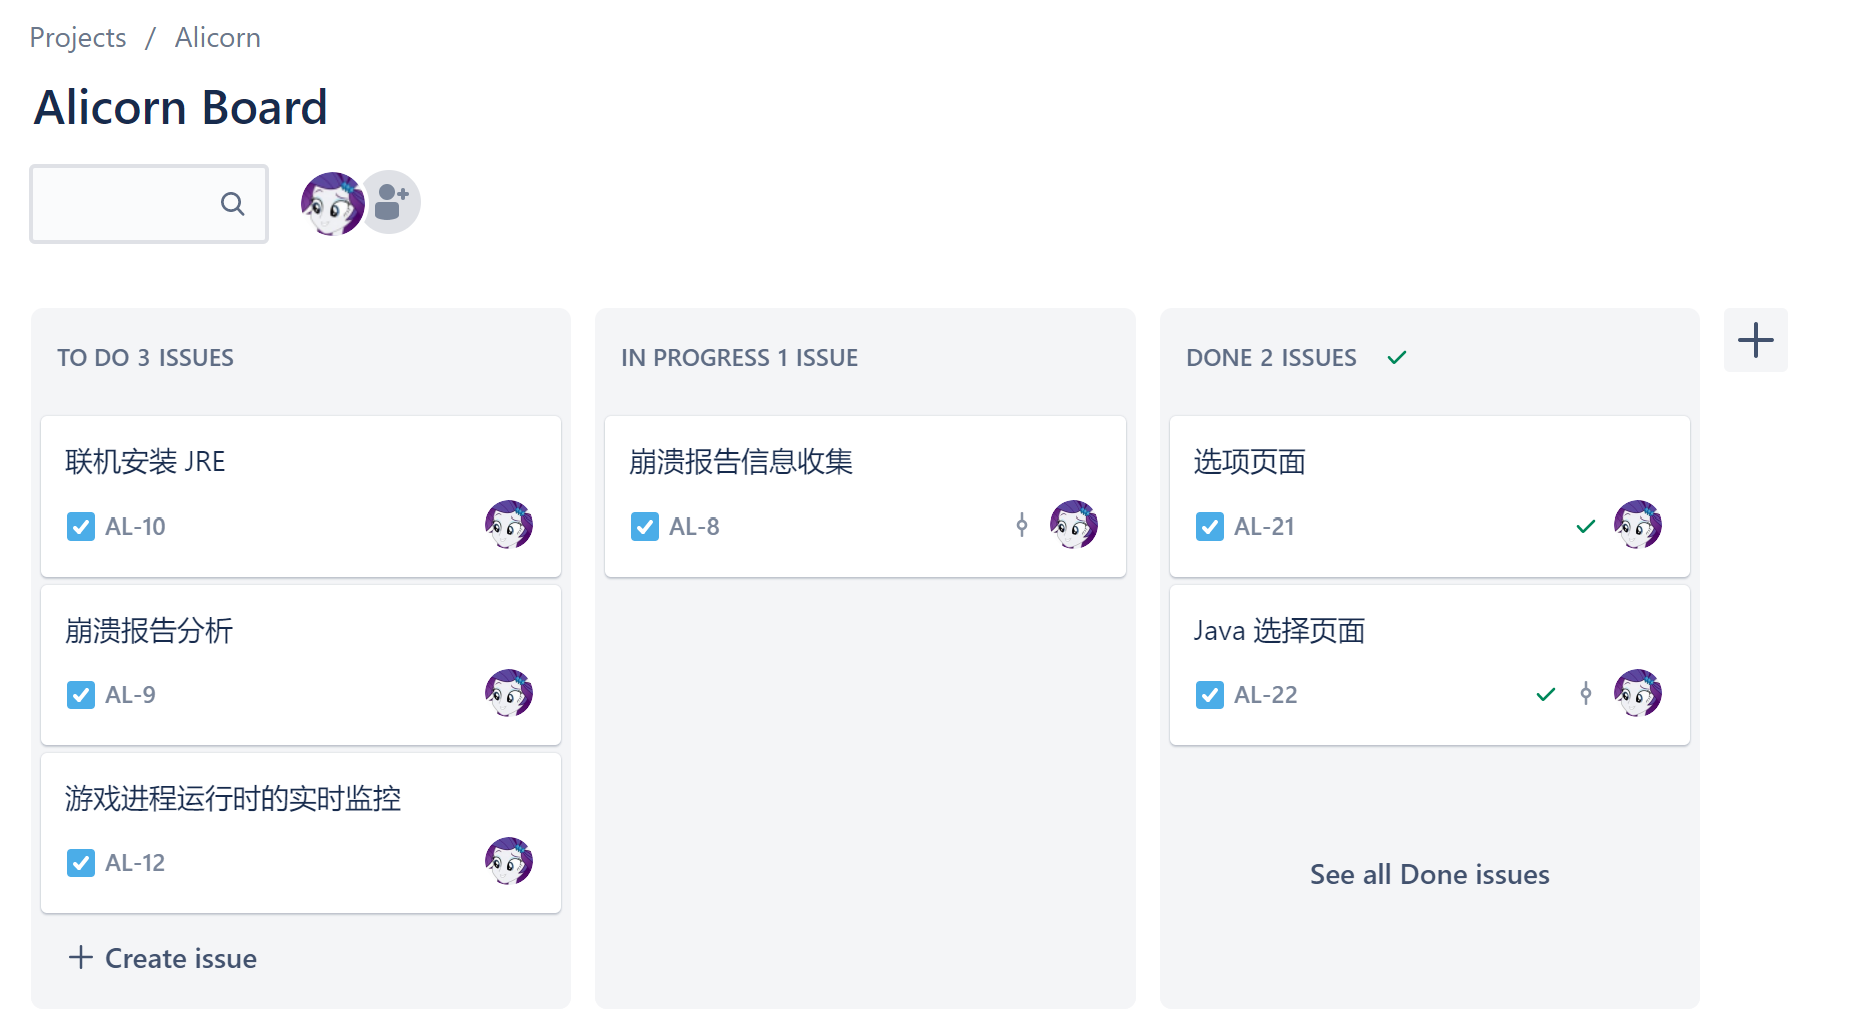 Projects / Alicorn
Alicorn Board
TO DO 3 ISSUES
联机安装 JRE
AL-10
崩溃报告分析
AL-9
游戏进程运行时的实时监控
AL-12
Create issue
IN PROGRESS 1 ISSUE
崩溃报告信息收集
AL-8
DONE 2 ISSUES
选项页面
AL-21
Java 选择页面
AL-22
See all Done issues